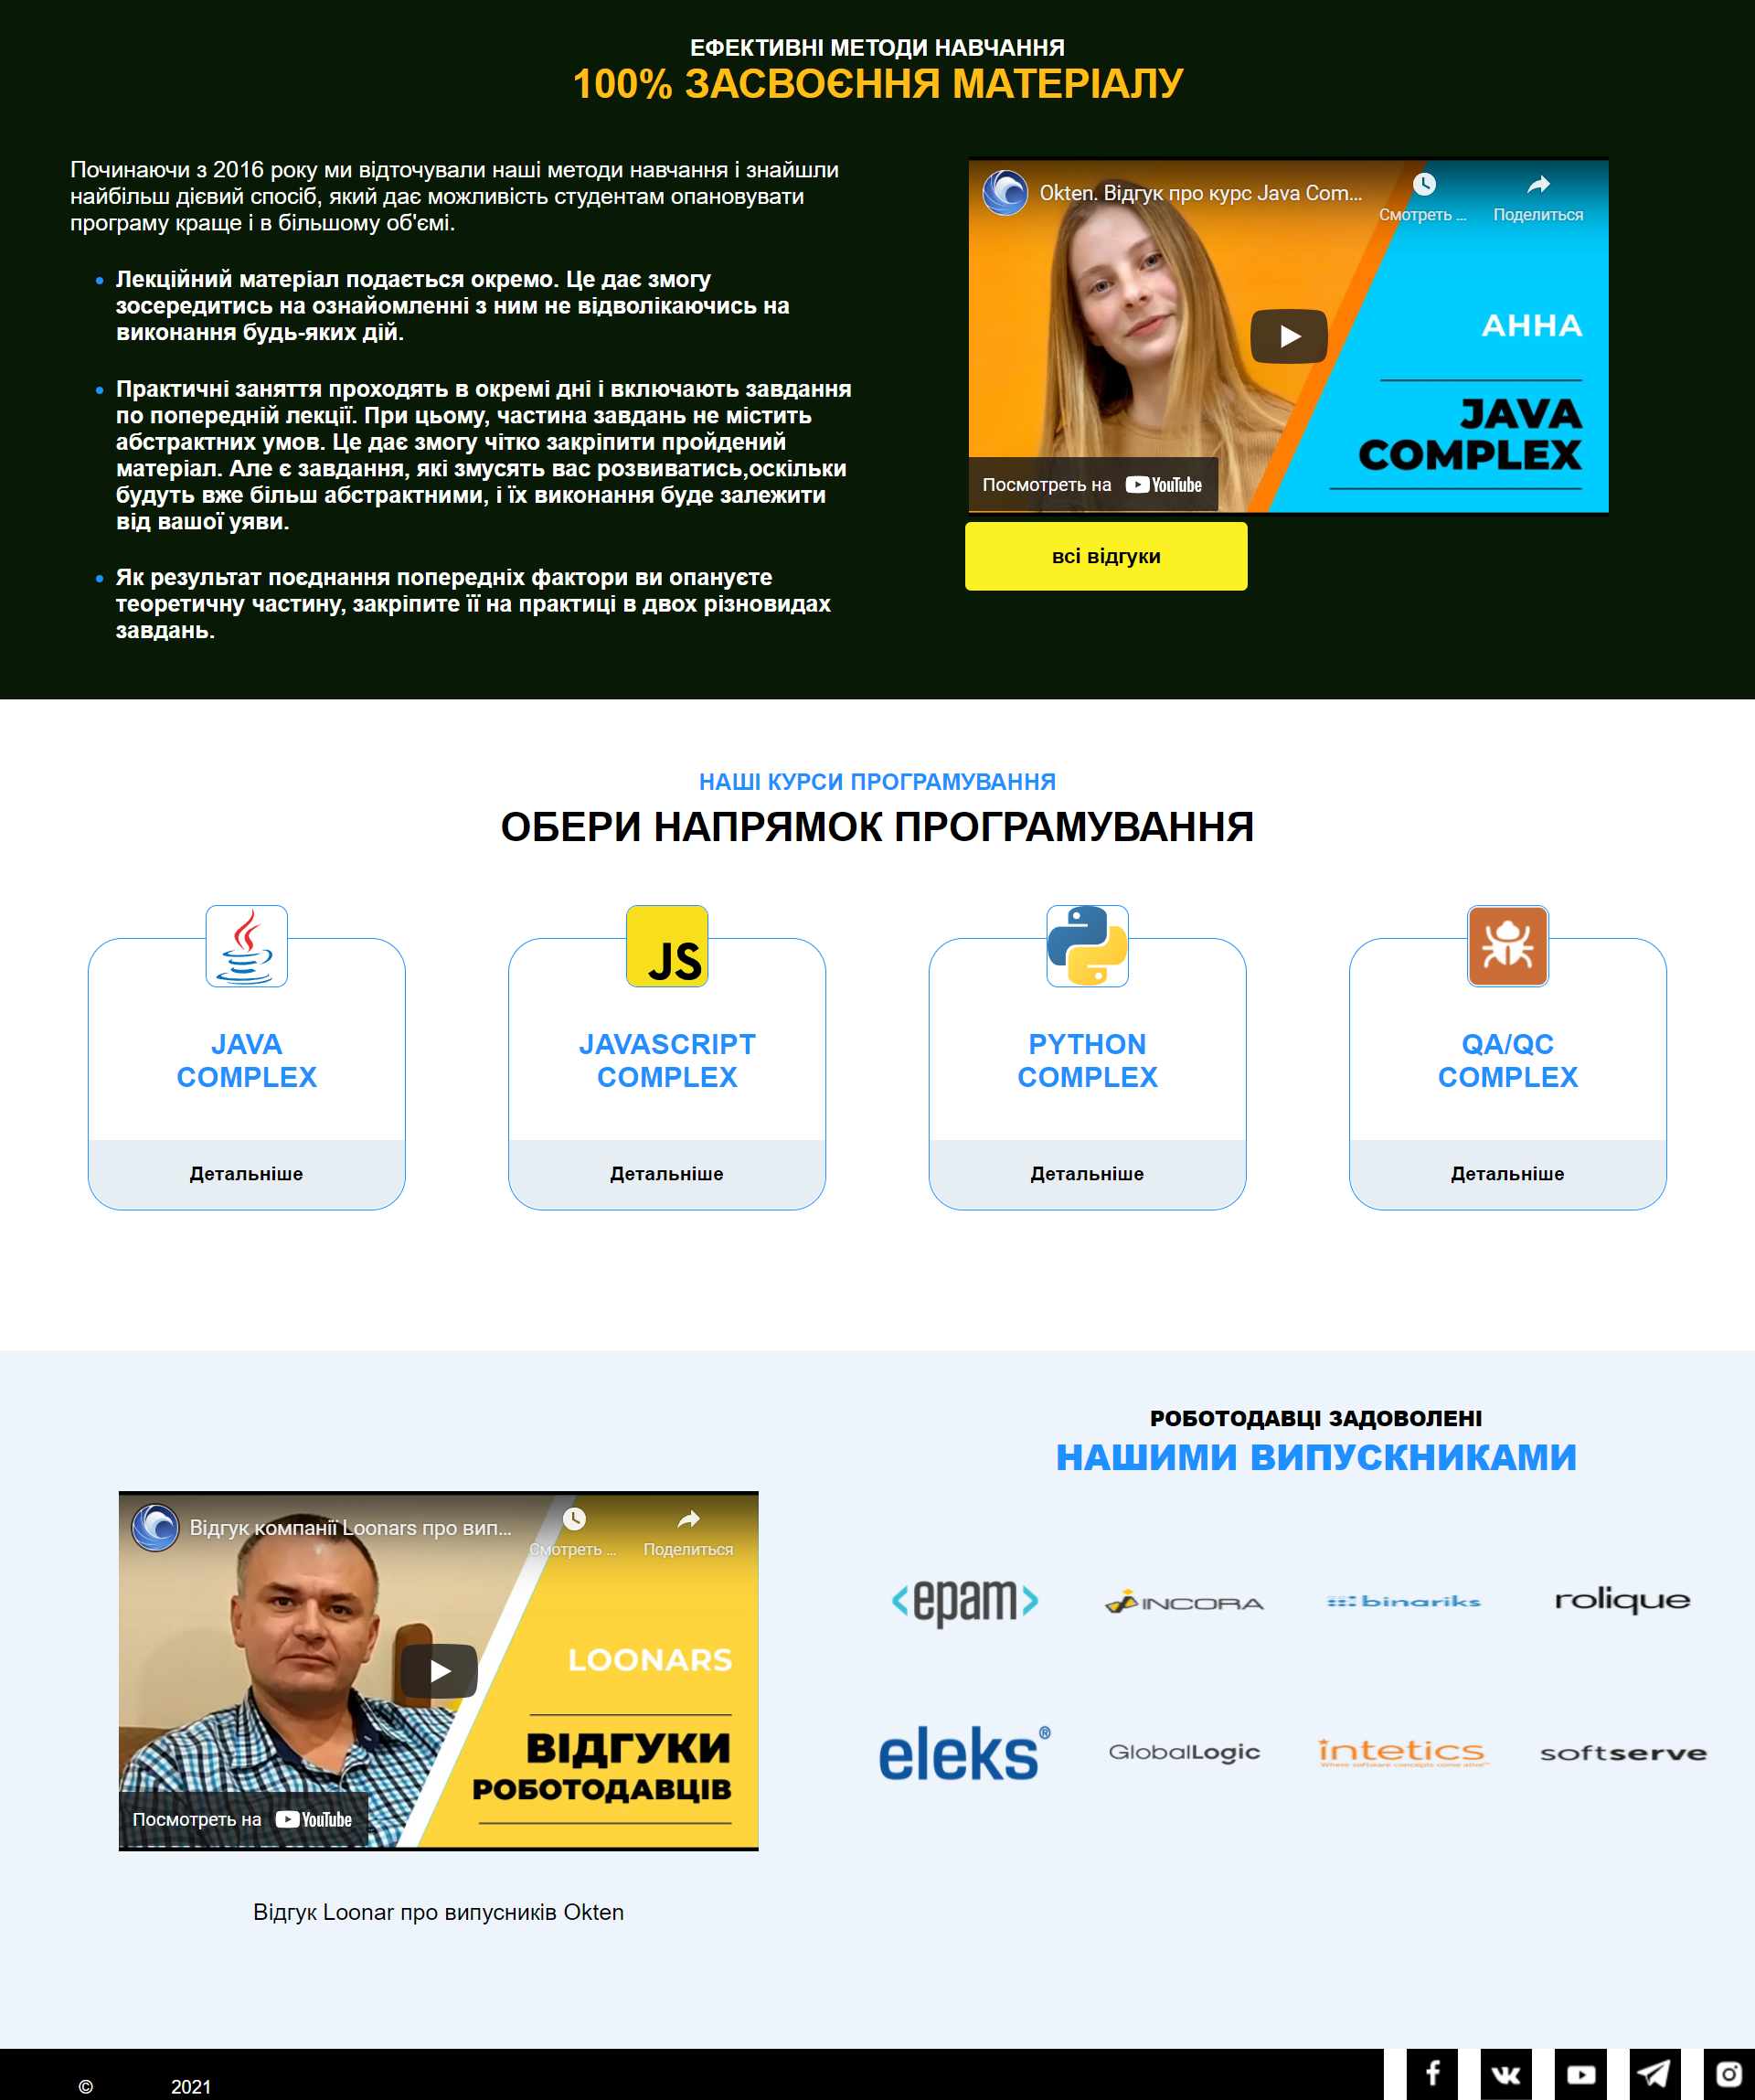 ЕФЕКТИВНІ МЕТОДИ НАВЧАННЯ
100% ЗАСВОЄННЯ МАТЕРІАЛУ
Починаючи з 2016 року ми відточували наші методи навчання і знайшли
найбільш дієвий спосіб, який дає можливість студентам опановувати
програму краще і в більшому об'ємі.
Лекційний матеріал подається окремо. Це дає змогу
зосередитись на ознайомленні з ним не відволікаючись на
виконання будь-яких дій.
Практичні заняття проходять в окремі дні і включають завдання
по попередній лекції. При цьому, частина завдань не містить
абстрактних умов. Це дає змогу чітко закріпити пройдений
матеріал. Але є завдання, які змусять вас розвиватись,оскільки
будуть вже більш абстрактними, і їх виконання буде залежити
від вашої уяви.
Як результат поєднання попередніх фактори ви опануєте
теоретичну частину, закріпите її на практиці в двох різновидах
завдань.
Okten. Відгук про курс Java Com...
Смотреть ...
Поделиться
АННА
JAVA
COMPLEX
Посмотреть на YouTube
всі відгуки
НАШІ КУРСИ ПРОГРАМУВАННЯ
ОБЕРИ НАПРЯМОК ПРОГРАМУВАННЯ
JS
JAVA
COMPLEX
JAVASCRIPT
COMPLEX
PYTHON
COMPLEX
QA/QC
COMPLEX
Детальніше
Детальніше
Детальніше
Детальніше
РОБОТОДАВЦІ ЗАДОВОЛЕНІ
НАШИМИ ВИПУСКНИКАМИ
Відгук компанії Loonars про вип...
Смотреть ...
Поделиться
LOONARS
ВІДГУКИ
РОБОТОДАВЦІВ
Посмотреть на YouTube
Відгук Loonar про випусників Okten
<epam>
INCORA
binariks
rolique
eleks®
GlobalLogic
intetics
Where software concepts come alive™
softserve
© 2021